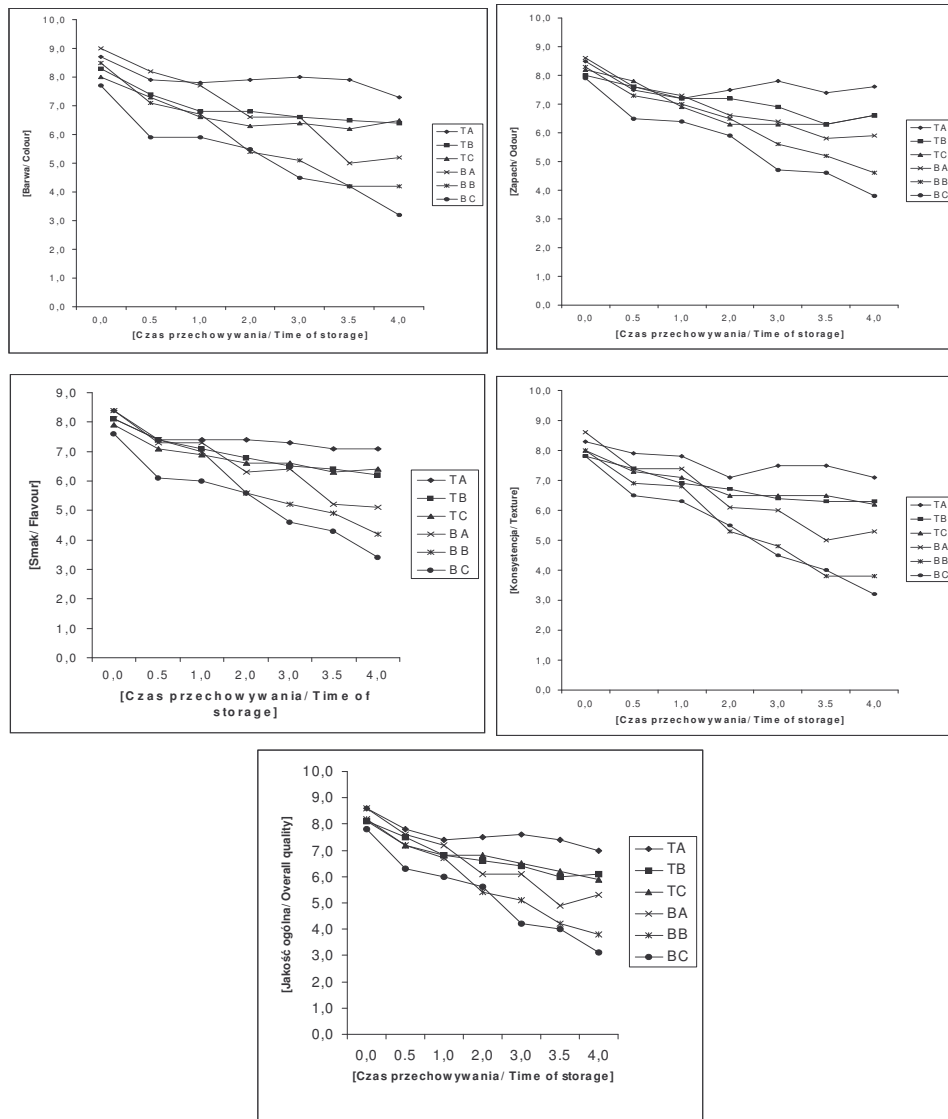 10,0
9,0
8,0
7,0
6,0
5,0
4,0
3,0
2,0
1,0
0,0
[Barwa/ Colour]
0,0 0.5 1,0 2,0 3,0 3.5 4,0
[Czas przechowywania/ Time of storage]
TA
TB
TC
BA
BB
BC
10,0
9,0
8,0
7,0
6,0
5,0
4,0
3,0
2,0
1,0
0,0
[Zapach/ Odour]
0,0 0.5 1,0 2,0 3,0 3.5 4,0
[Czas przechowywania/ Time of storage]
TA
TB
TC
BA
BB
BC
9,0
8,0
7,0
6,0
5,0
4,0
3,0
2,0
1,0
0,0
[Smak/ Flavour]
0,0 0.5 1,0 2,0 3,0 3.5 4,0
[Czas przechowywania/ Time of
storage]
TA
TB
TC
BA
BB
BC
10,0
9,0
8,0
7,0
6,0
5,0
4,0
3,0
2,0
1,0
0,0
[Konsystencja/ Texture]
0,0 0.5 1,0 2,0 3,0 3.5 4,0
[Czas przechowywania/ Time of storage]
TA
TB
TC
BA
BB
BC
10,0
9,0
8,0
7,0
6,0
5,0
4,0
3,0
2,0
1,0
0,0
[Jakość ogólna/ Overall quality]
0,0 0.5 1,0 2,0 3,0 3.5 4,0
[Czas przechowywania/ Time of storage]
TA
TB
TC
BA
BB
BC